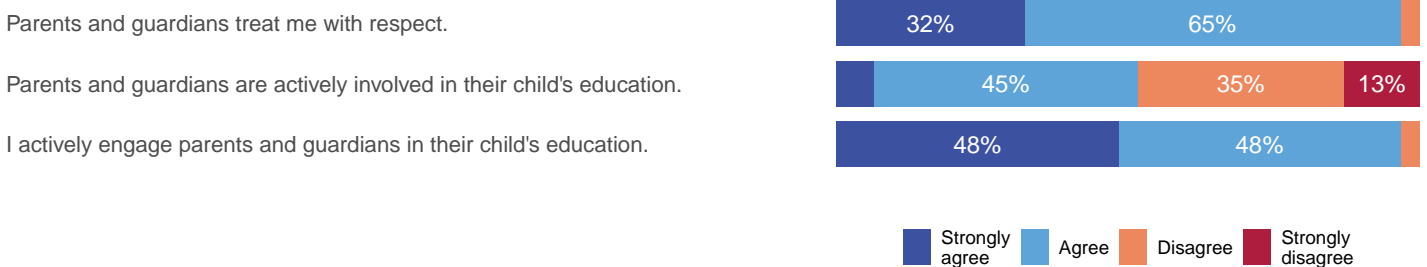 Parents and guardians treat me with respect.
32%
65%
Parents and guardians are actively involved in their child's education.
45%
35%
13%
I actively engage parents and guardians in their child's education.
48%
48%
Strongly
agree
Agree
Disagree
Strongly
disagree